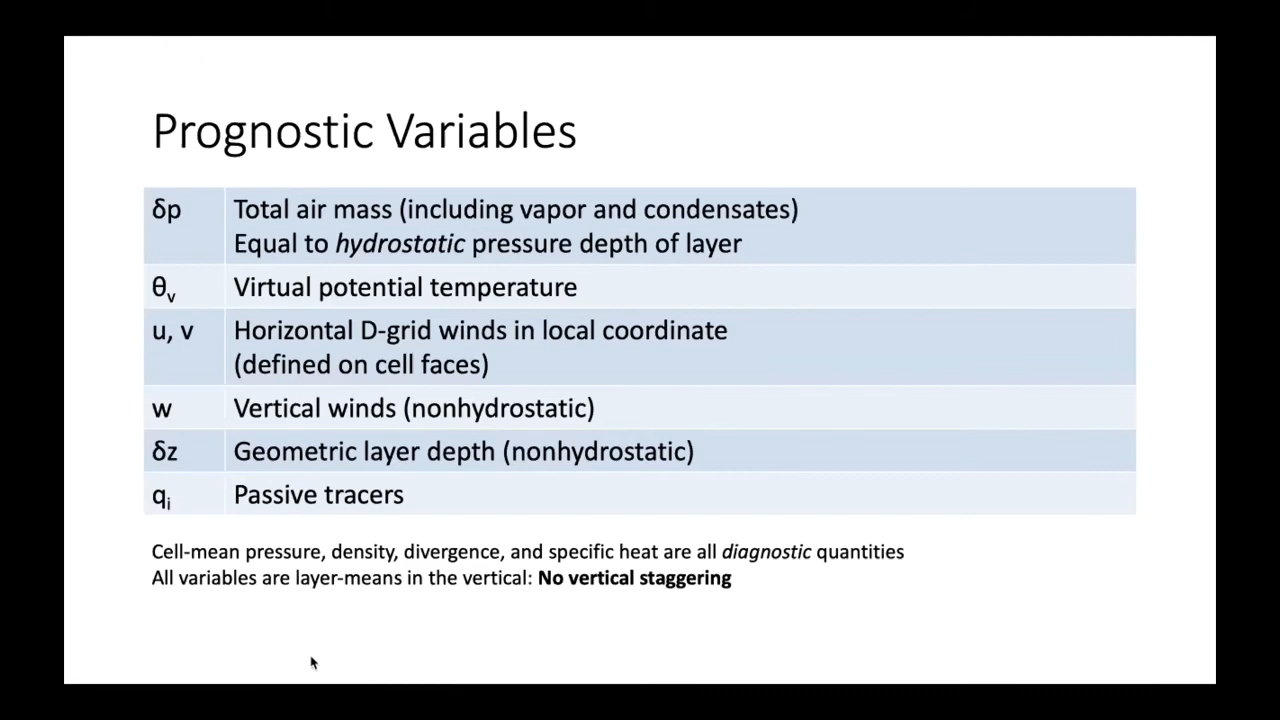 Prognostic Variables
δp Total air mass (including vapor and condensates)
Equal to hydrostatic pressure depth of layer
θv Virtual potential temperature
u, v Horizontal D-grid winds in local coordinate
(defined on cell faces)
w Vertical winds (nonhydrostatic)
δz Geometric layer depth (nonhydrostatic)
qi Passive tracers
Cell-mean pressure, density, divergence, and specific heat are all diagnostic quantities
All variables are layer-means in the vertical: No vertical staggering